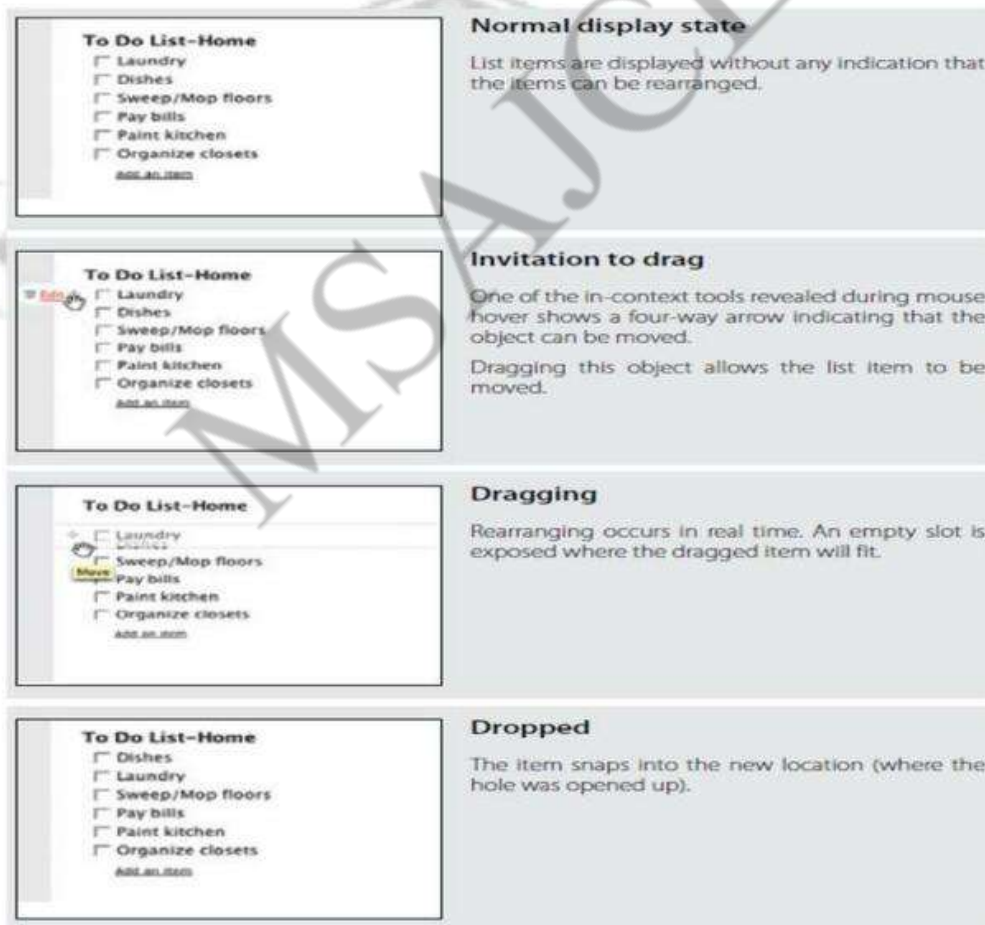 To Do List-Home
Laundry
Dishes
Sweep/Mop floors
Pay bills
Paint kitchen
Organize closets
Add an item
Normal display state
List items are displayed without any indication that
the items can be rearranged.
To Do List-Home
Edit
Laundry
Dishes
Sweep/Mop floors
Pay bills
Paint kitchen
Organize closets
Add an item
Invitation to drag
One of the in-context tools revealed during mouse
hover shows a four-way arrow indicating that the
object can be moved.
Dragging this object allows the list item to be
moved.
To Do List-Home
Laundry
Dishes
Sweep/Mop floors
Move
Pay bills
Paint kitchen
Organize closets
Add an item
Dragging
Rearranging occurs in real time. An empty slot is
exposed where the dragged item will fit.
To Do List-Home
Dishes
Laundry
Sweep/Mop floors
Pay bills
Paint kitchen
Organize closets
Add an item
Dropped
The item snaps into the new location (where the
hole was opened up).